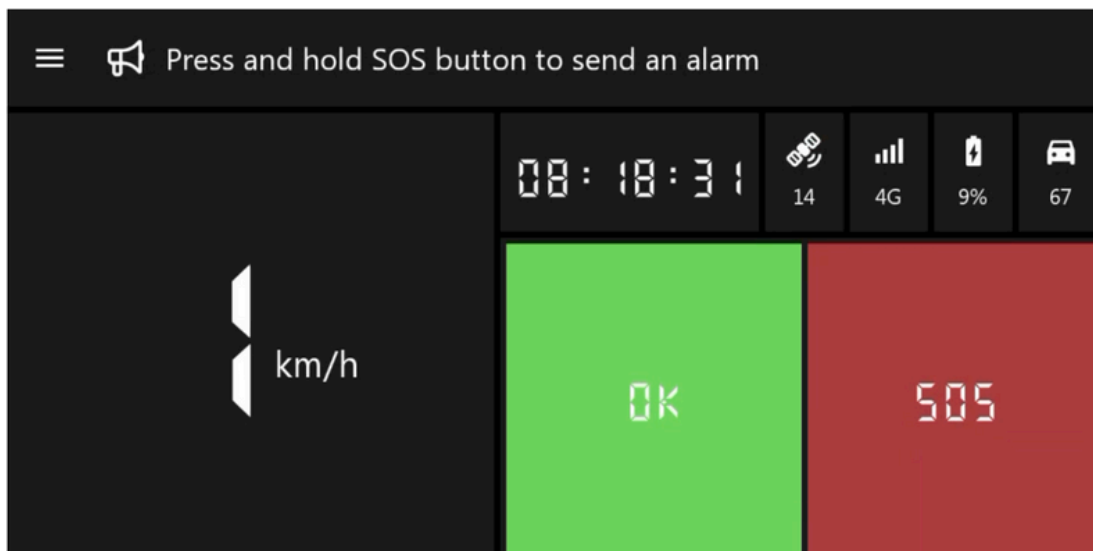 Press and hold SOS button to send an alarm
08:18:31
14
4G
9%
67
1 km/h
OK
SOS